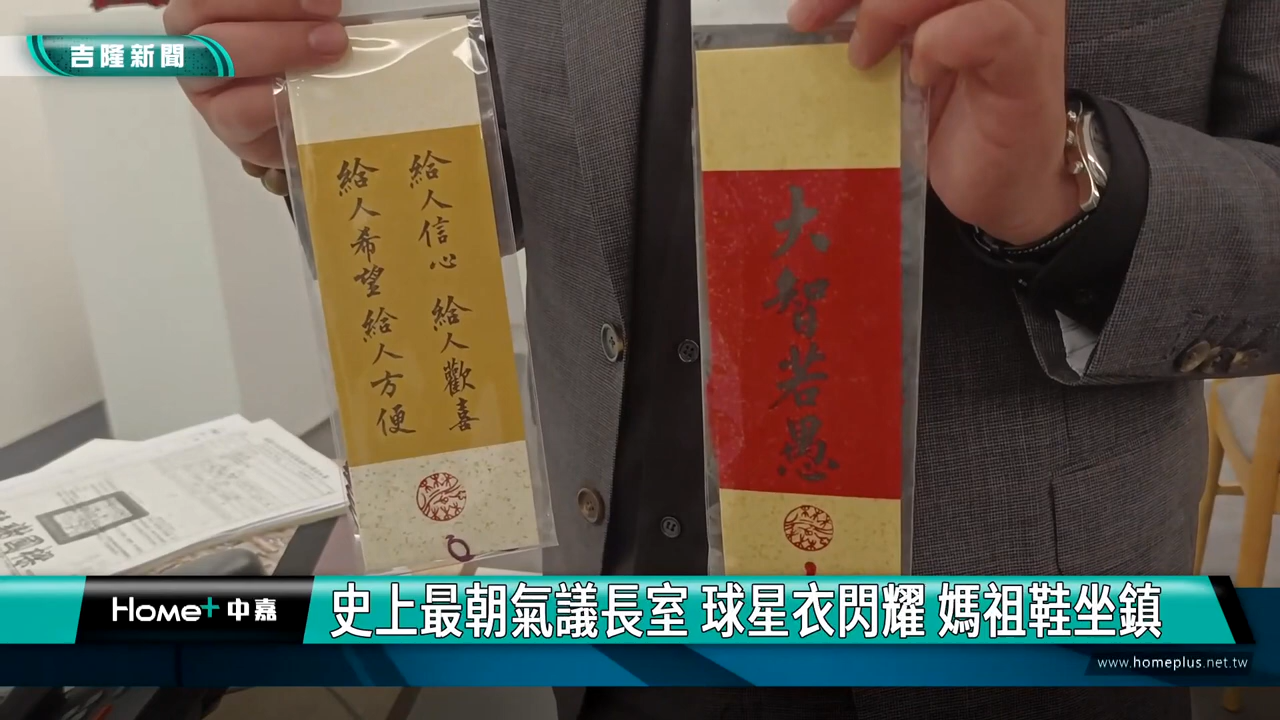 吉隆新聞
給人信心 給人歡喜
給人希望 給人方便
大智若愚
Home+ 中嘉
史上最朝氣議長室 球星衣閃耀 媽祖鞋坐鎮
www.homeplus.net.tw